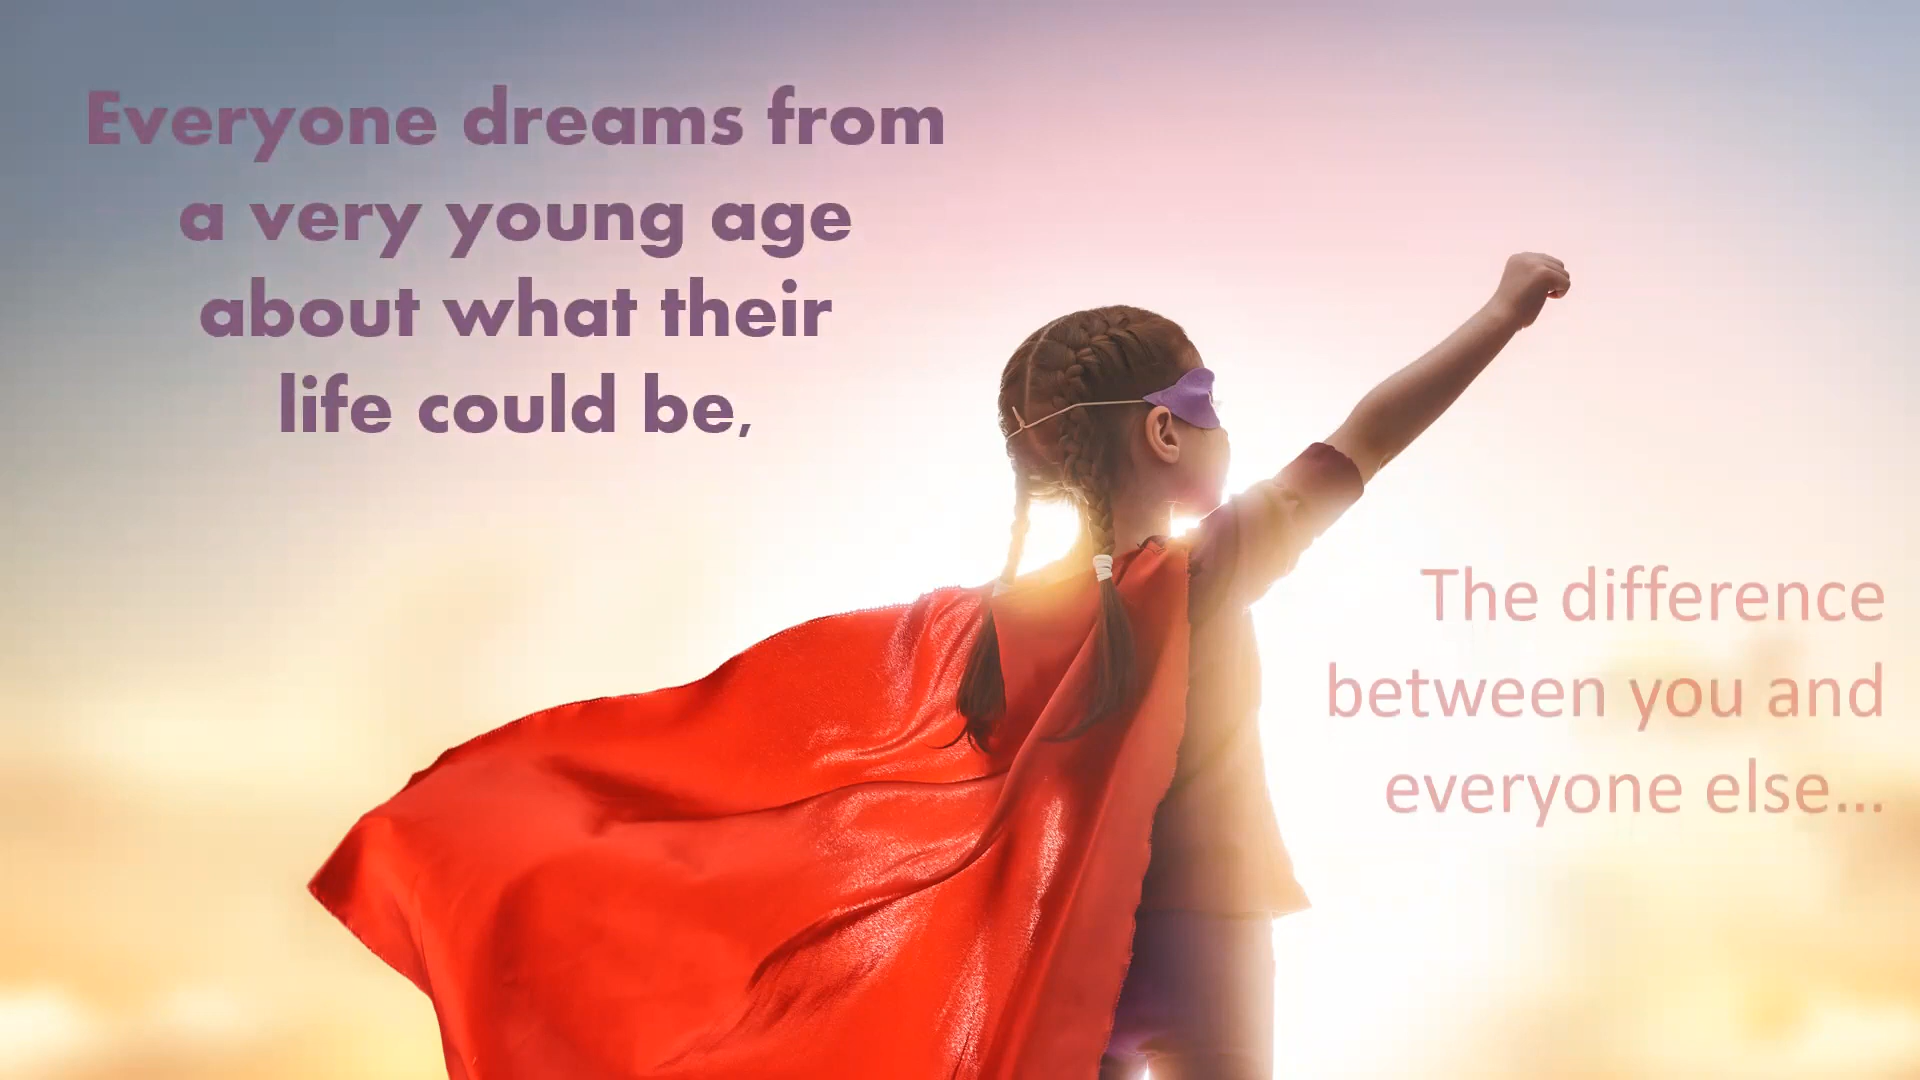 Everyone dreams from
a very young age
about what their
life could be,
The difference
between you and
everyone else...